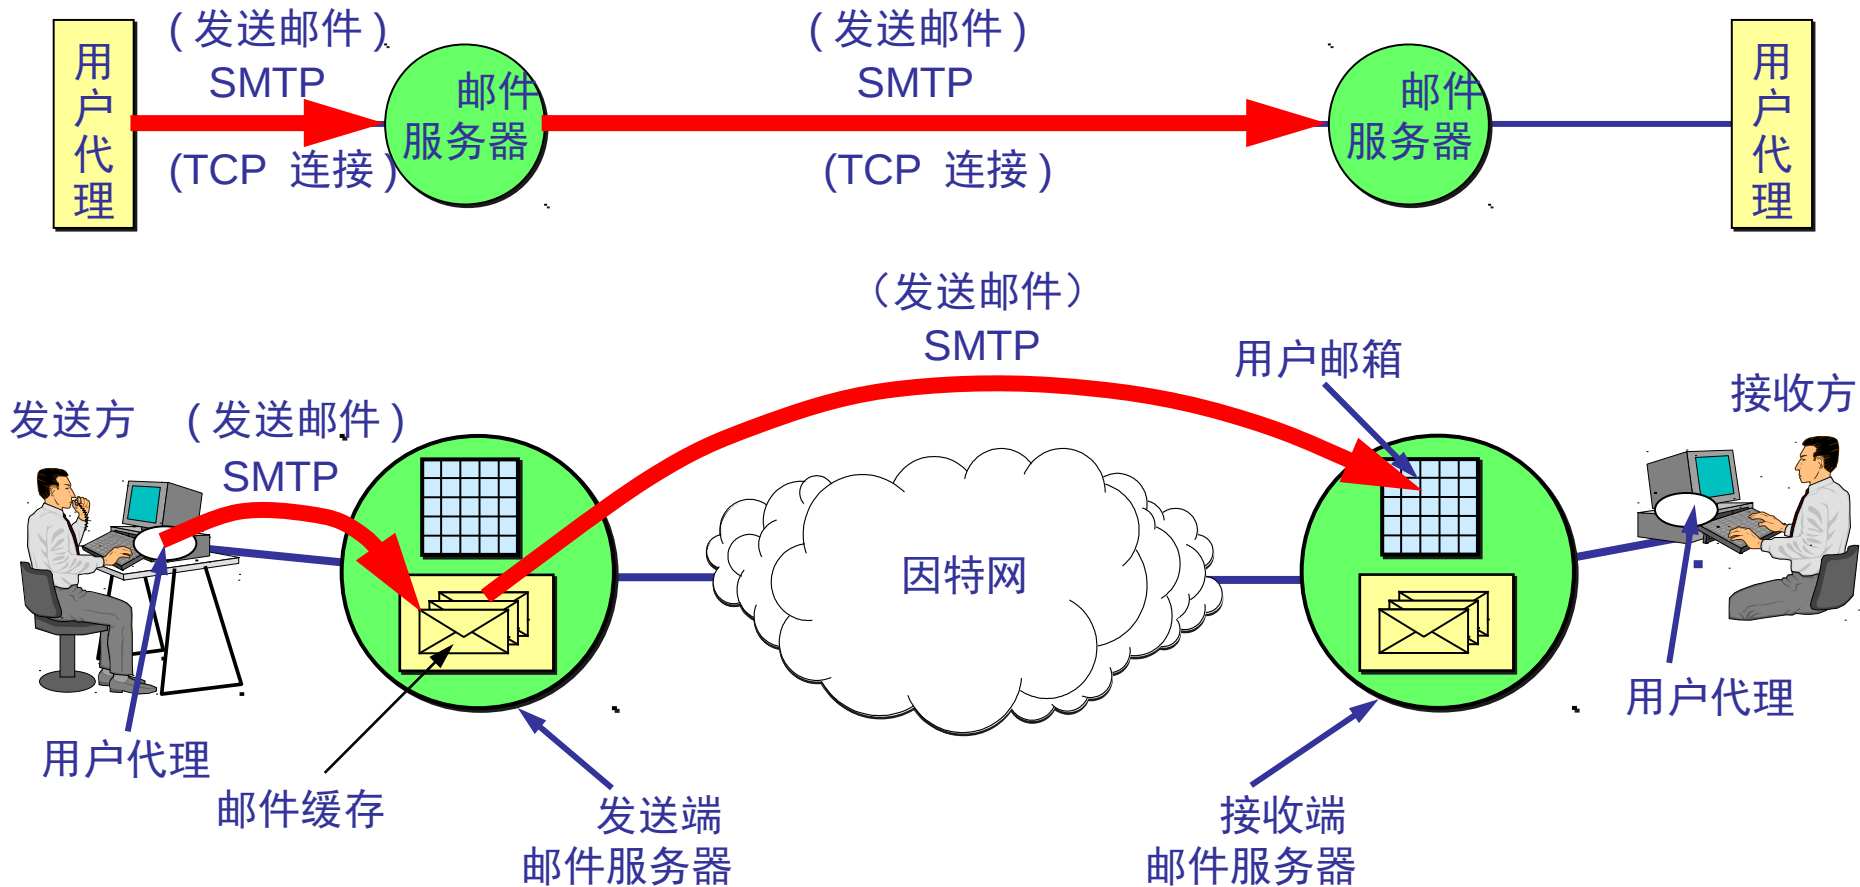 用户代理
( 发送邮件 )
SMTP
(TCP 连接 )
邮件
服务器
( 发送邮件 )
SMTP
(TCP 连接 )
邮件
服务器
用户代理
（发送邮件）
SMTP
用户邮箱
接收方
发送方
( 发送邮件 )
SMTP
因特网
用户代理
用户代理
邮件缓存
发送端
邮件服务器
接收端
邮件服务器